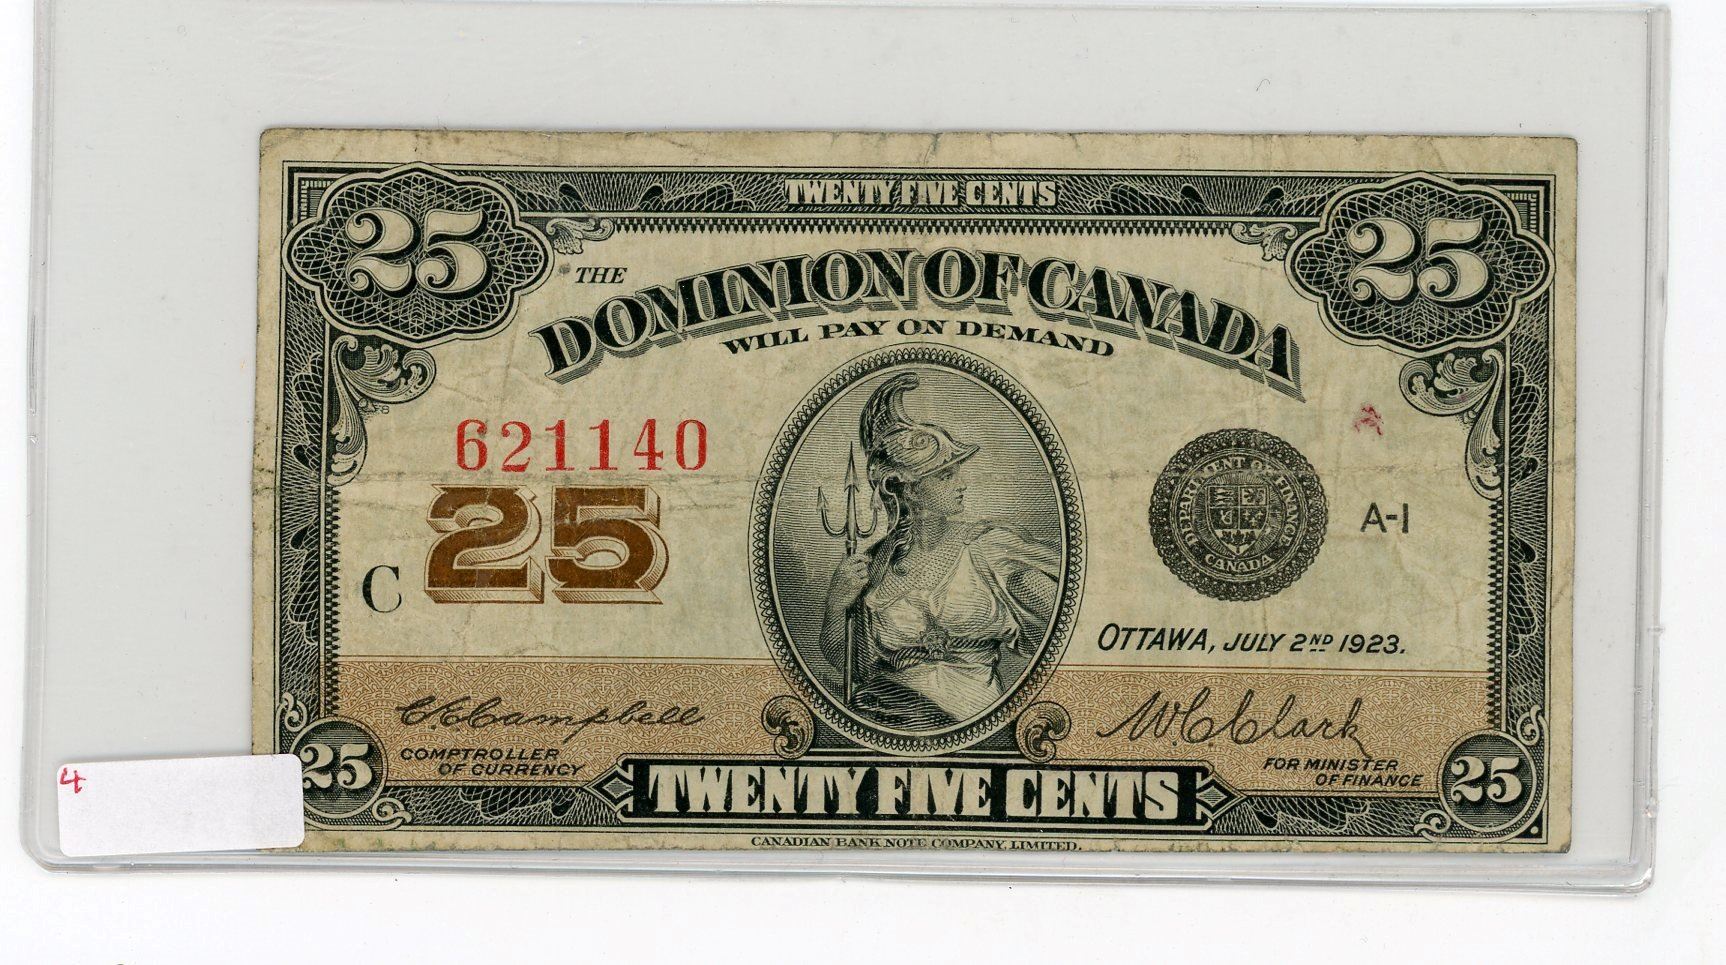 TWENTY FIVE CENTS
25
25
THE
DOMINION OF CANADA
WILL PAY ON DEMAND
621140
25
C
DEPARTMENT OF FINANCE
CANADA
A-1
OTTAWA, JULY 2ND 1923.
C.C. Campbell
COMPTROLLER
OF CURRENCY
W.C. Clark
FOR MINISTER
OF FINANCE
25
TWENTY FIVE CENTS
25
CANADIAN BANK NOTE COMPANY, LIMITED.
4